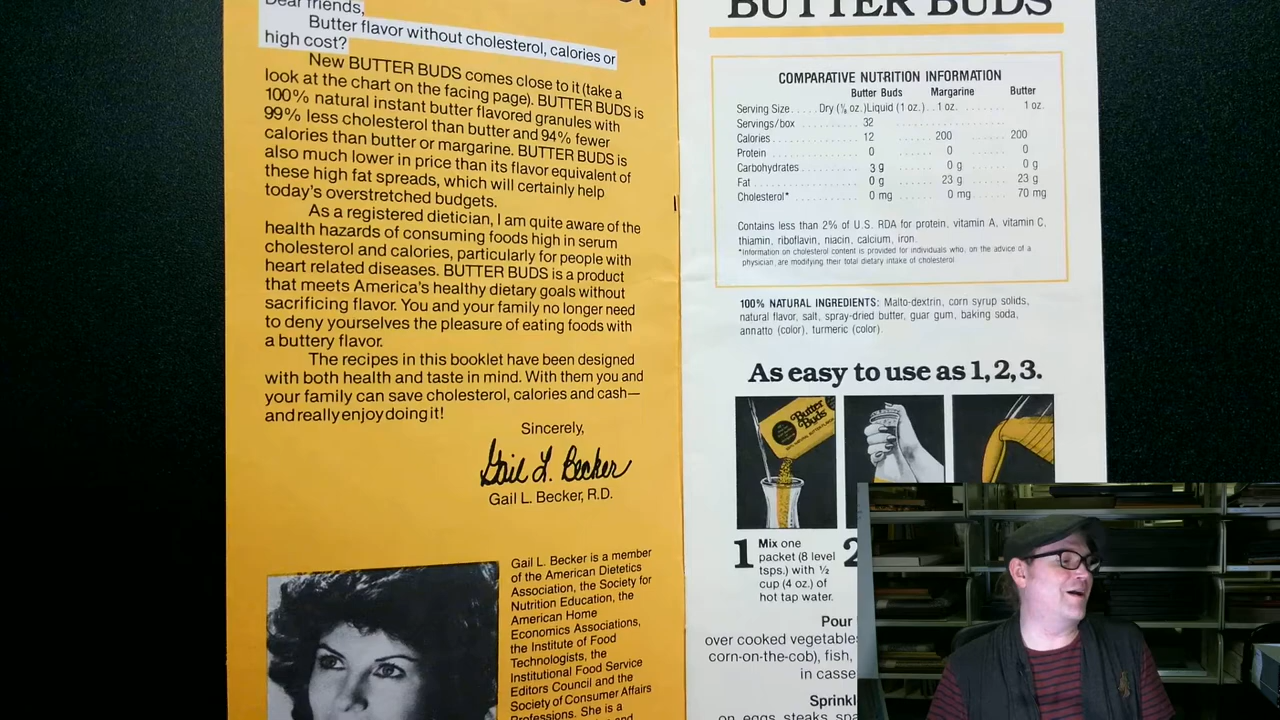 Dear friends,
Butter flavor without cholesterol, calories or
high cost?
New BUTTER BUDS comes close to it (take a
look at the chart on the facing page). BUTTER BUDS is
100% natural instant butter flavored granules with
99% less cholesterol than butter and 94% fewer
calories than butter or margarine. BUTTER BUDS is
also much lower in price than its flavor equivalent of
these high fat spreads, which will certainly help
today's overstretched budgets.
As a registered dietician, I am quite aware of the
health hazards of consuming foods high in serum
cholesterol and calories, particularly for people with
heart related diseases. BUTTER BUDS is a product
that meets America's healthy dietary goals without
sacrificing flavor. You and your family no longer need
to deny yourselves the pleasure of eating foods with
a buttery flavor.
The recipes in this booklet have been designed
with both health and taste in mind. With them you and
your family can save cholesterol, calories and cash—
and really enjoy doing it!
Sincerely,
Gail L. Becker
Gail L. Becker, R.D.
Gail L. Becker is a member
of the American Dietetics
Association, the Society for
Nutrition Education, the
American Home
Economics Associations,
the Institute of Food
Technologists, the
Institutional Food Service
Editors Council and the
Society of Consumer Affairs
Professions. She is a
BUTTER BUDS
COMPARATIVE NUTRITION INFORMATION
Butter Buds Margarine Butter
Serving Size ..... Dry (⅛ oz.) Liquid (1 oz.) .. 1 oz. ........ 1 oz.
Servings/box ......... 32
Calories ......... 12 ...... 200 ...... 200
Protein ......... 0 ...... 0 ...... 0
Carbohydrates ......... 3 g ...... 0 g ...... 0 g
Fat ......... 0 g ...... 23 g ...... 23 g
Cholesterol* ......... 0 mg ...... 0 mg ...... 70 mg
Contains less than 2% of U.S. RDA for protein, vitamin A, vitamin C,
thiamin, riboflavin, niacin, calcium, iron.
*Information on cholesterol content is provided for individuals who, on the advice of a
physician, are modifying their total dietary intake of cholesterol.
100% NATURAL INGREDIENTS: Malto-dextrin, corn syrup solids,
natural flavor, salt, spray-dried butter, guar gum, baking soda,
annatto (color), turmeric (color).
As easy to use as 1, 2, 3.
Butter
Buds
1 Mix one
packet (8 level
tsps.) with ½
cup (4 oz.) of
hot tap water.
2
Pour
over cooked vegetables
corn-on-the-cob), fish,
in casse
Sprinkl
on eggs, steaks, spa